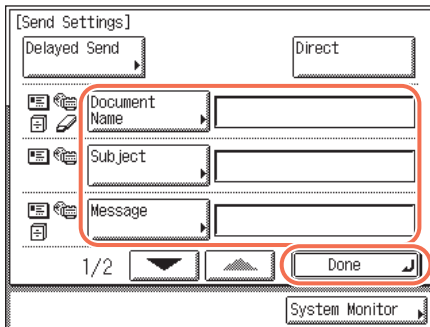 [Send Settings]
Delayed Send
Direct
Document
Name
Subject
Message
1/2
Done
System Monitor